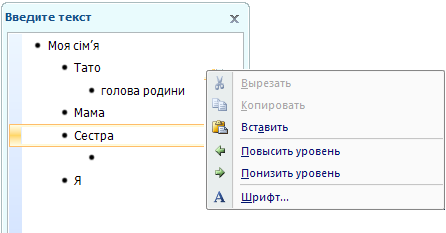 Введите текст
Моя сім’я
Тато
голова родини
Мама
Сестра
Я
Вырезать
Копировать
Вставить
Повысить уровень
Понизить уровень
Шрифт...